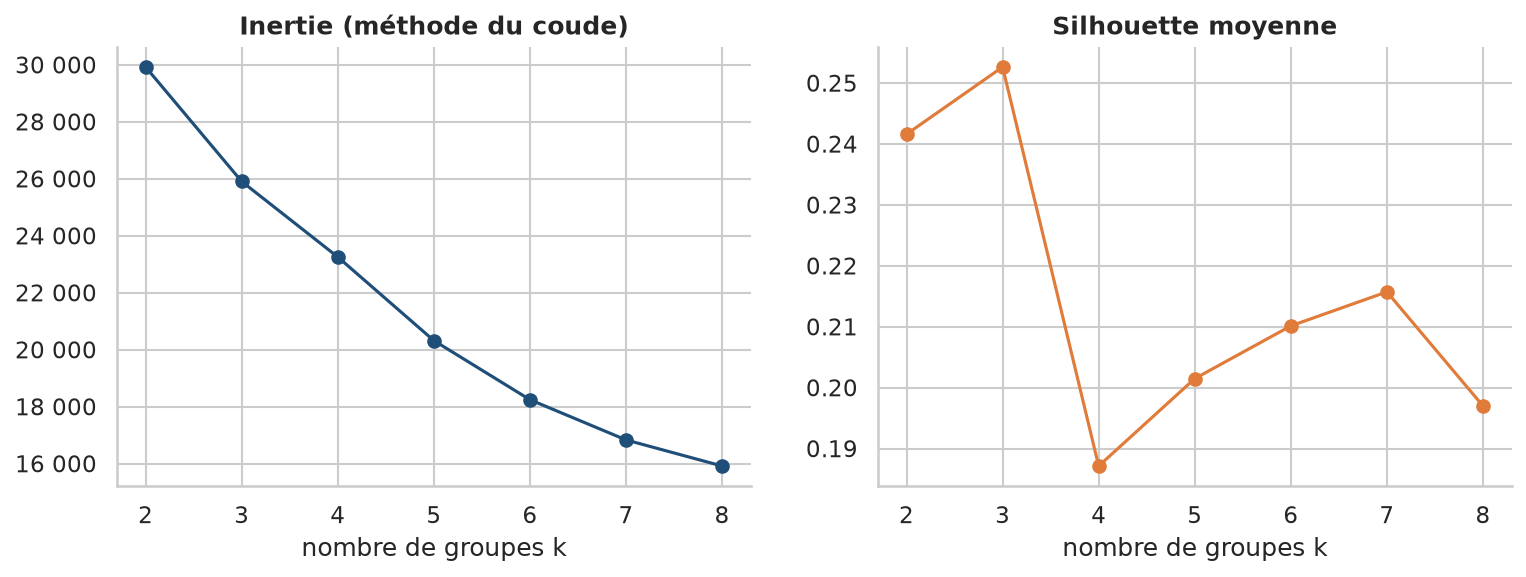 Inertie (méthode du coude)
30 000
28 000
26 000
24 000
22 000
20 000
18 000
16 000
2 3 4 5 6 7 8
nombre de groupes k
Silhouette moyenne
0.25
0.24
0.23
0.22
0.21
0.20
0.19
2 3 4 5 6 7 8
nombre de groupes k